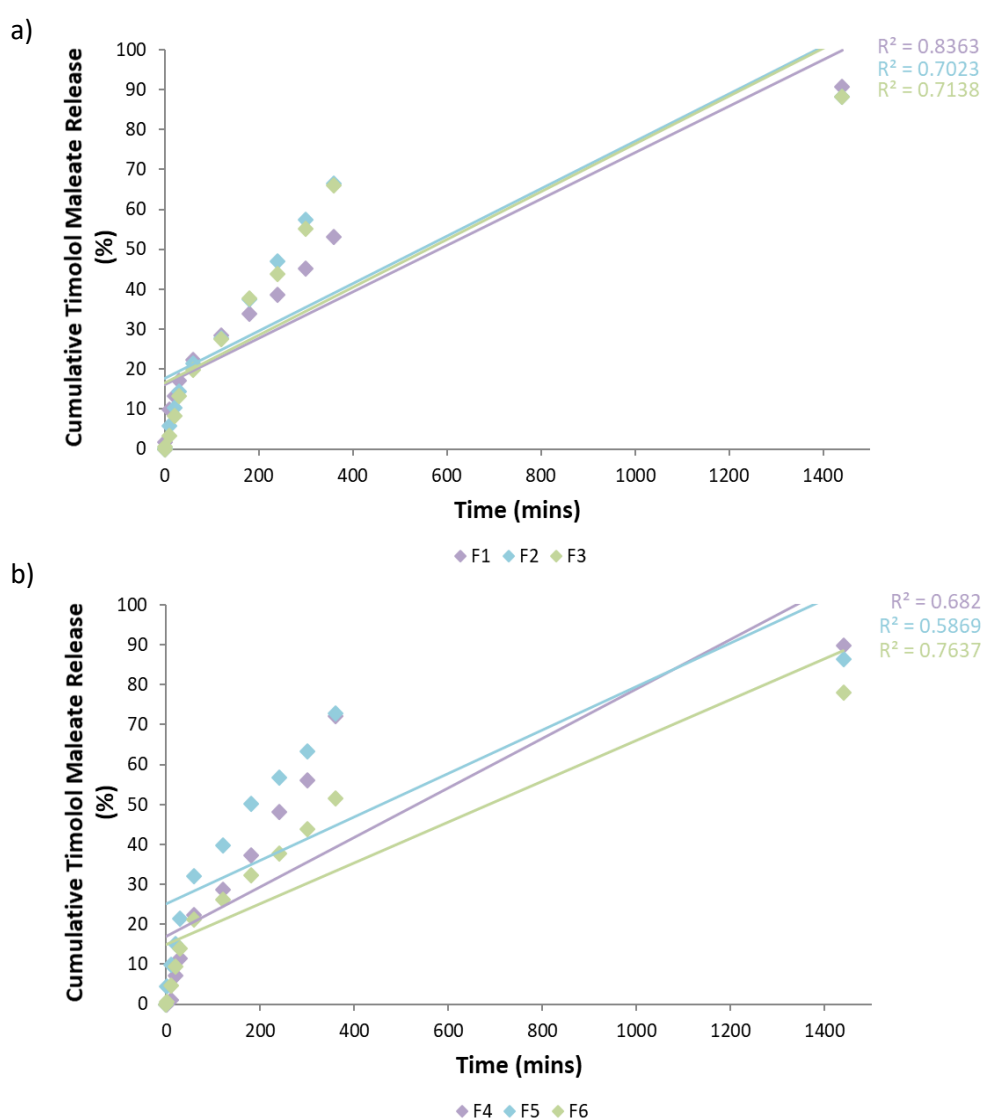 a)
R² = 0.8363
R² = 0.7023
R² = 0.7138
Cumulative Timolol Maleate Release
(%)
100
90
80
70
60
50
40
30
20
10
0
0 200 400 600 800 1000 1200 1400
Time (mins)
F1 F2 F3
b)
R² = 0.682
R² = 0.5869
R² = 0.7637
Cumulative Timolol Maleate Release
(%)
100
90
80
70
60
50
40
30
20
10
0
0 200 400 600 800 1000 1200 1400
Time (mins)
F4 F5 F6